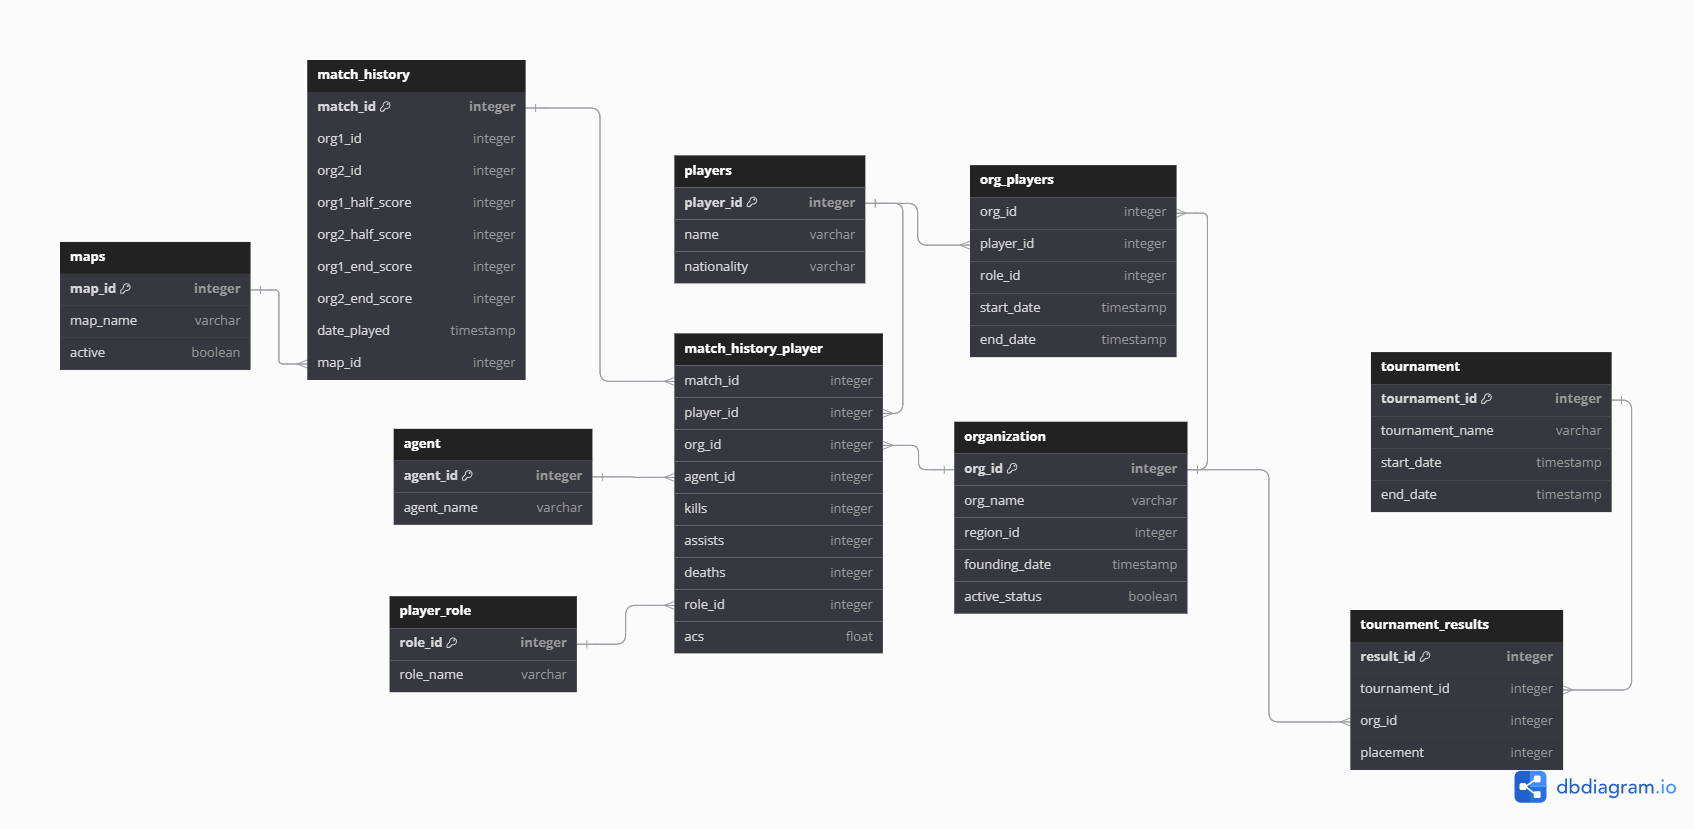 match_history
match_id integer
org1_id integer
org2_id integer
org1_half_score integer
org2_half_score integer
org1_end_score integer
org2_end_score integer
date_played timestamp
map_id integer
maps
map_id integer
map_name varchar
active boolean
players
player_id integer
name varchar
nationality varchar
org_players
org_id integer
player_id integer
role_id integer
start_date timestamp
end_date timestamp
match_history_player
match_id integer
player_id integer
org_id integer
agent_id integer
kills integer
assists integer
deaths integer
role_id integer
acs float
agent
agent_id integer
agent_name varchar
player_role
role_id integer
role_name varchar
organization
org_id integer
org_name varchar
region_id integer
founding_date timestamp
active_status boolean
tournament
tournament_id integer
tournament_name varchar
start_date timestamp
end_date timestamp
tournament_results
result_id integer
tournament_id integer
org_id integer
placement integer
dbdiagram.io